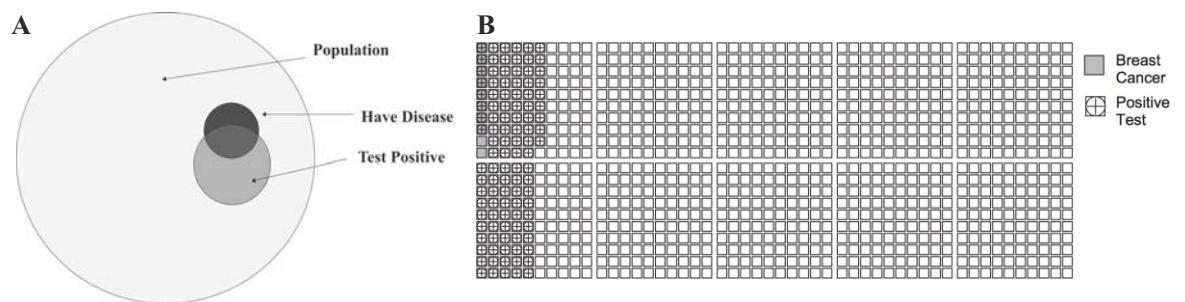 A
Population
Have Disease
Test Positive
B
Breast
Cancer
Positive
Test